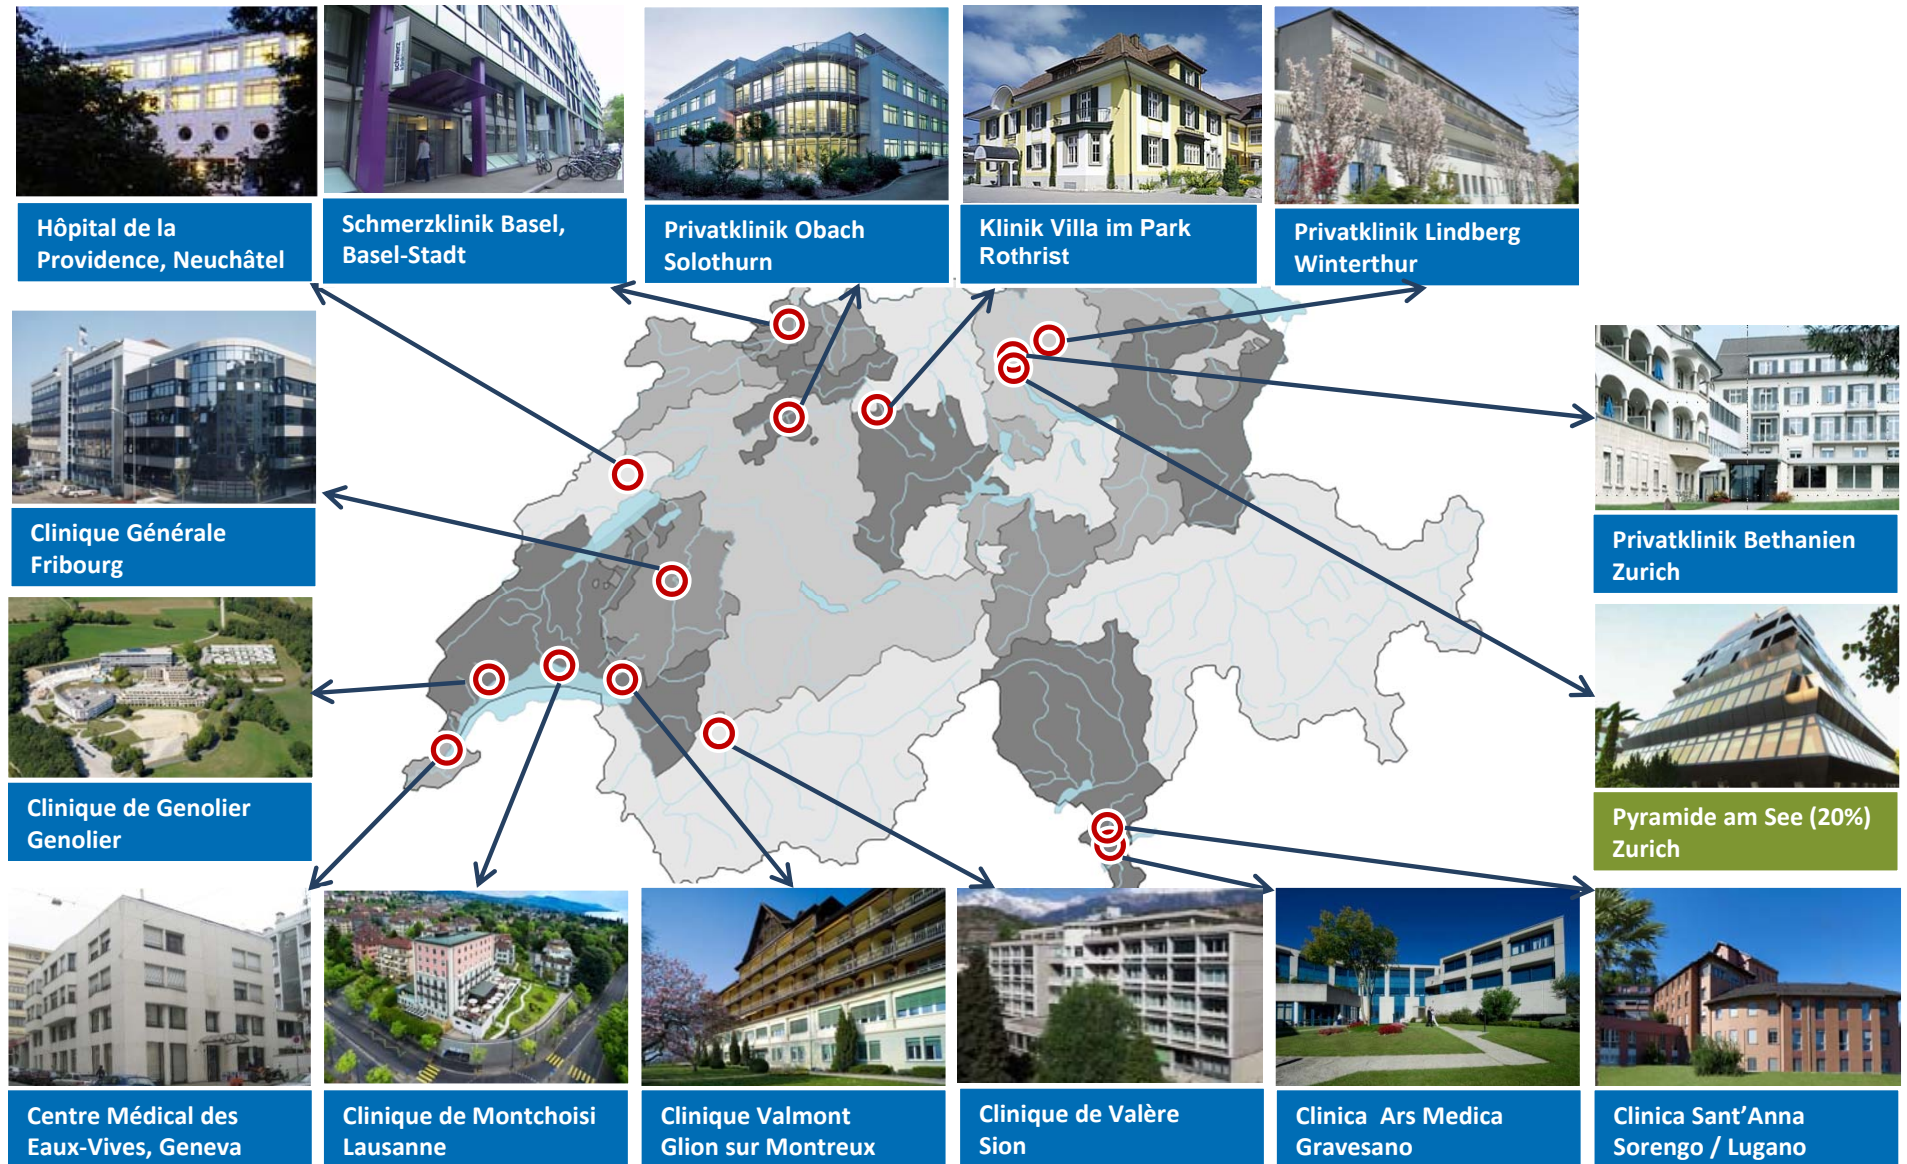 schmerz
klinik
Hôpital de la
Providence, Neuchâtel
Schmerzklinik Basel,
Basel-Stadt
Privatklinik Obach
Solothurn
Klinik Villa im Park
Rothrist
Privatklinik Lindberg
Winterthur
Clinique Générale
Fribourg
Privatklinik Bethanien
Zurich
Clinique de Genolier
Genolier
Pyramide am See (20%)
Zurich
Centre Médical des
Eaux-Vives, Geneva
Clinique de Montchoisi
Lausanne
Clinique Valmont
Glion sur Montreux
Clinique de Valère
Sion
Clinica  Ars Medica
Gravesano
Clinica Sant’Anna
Sorengo / Lugano